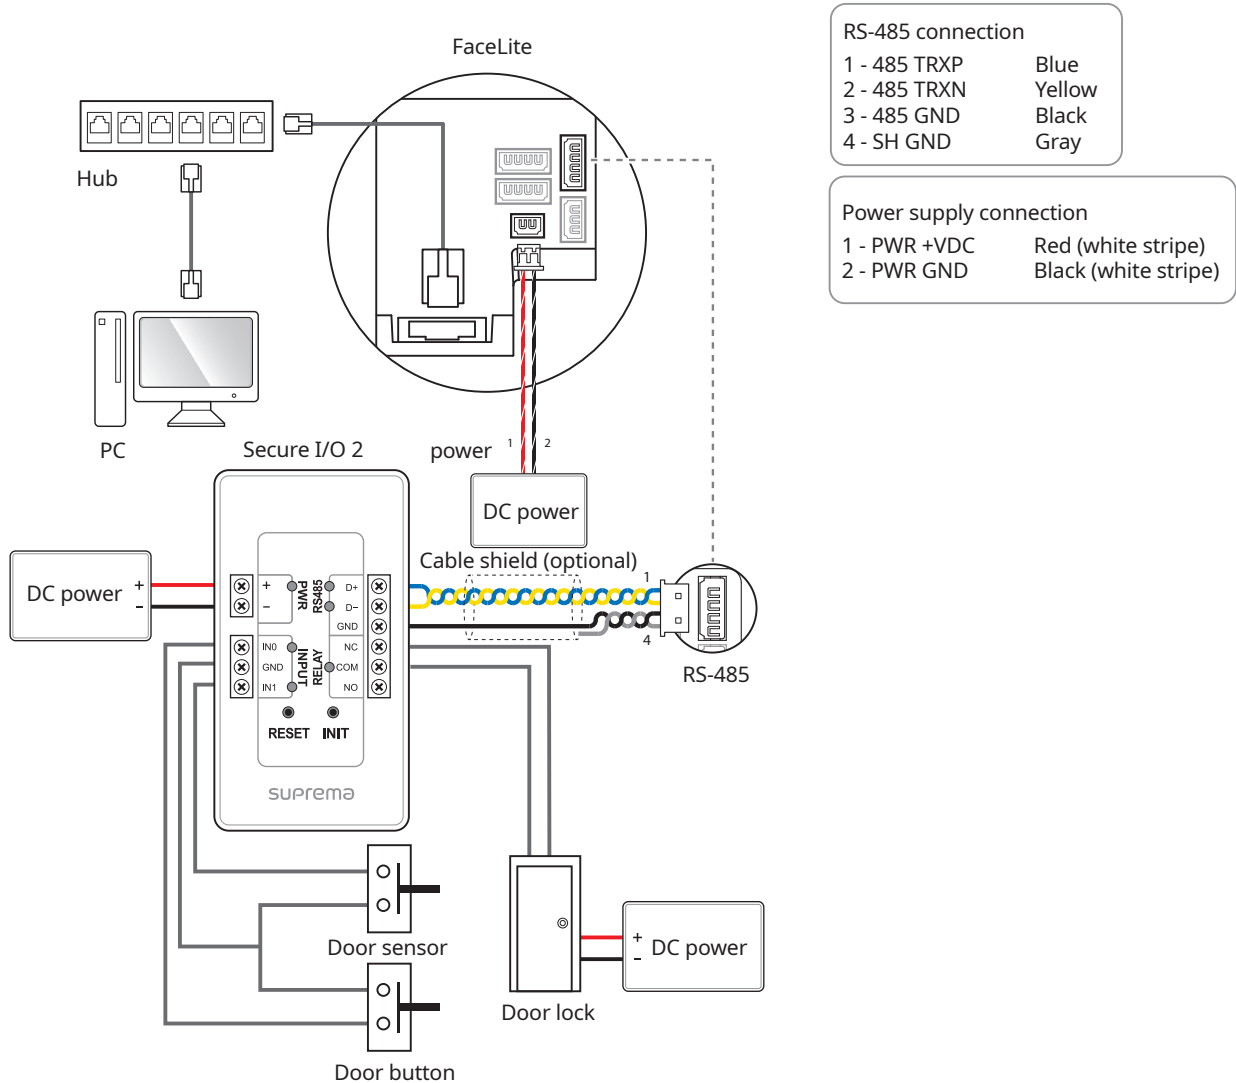 FaceLite
Hub
PC
RS-485 connection
1 - 485 TRXP Blue
2 - 485 TRXN Yellow
3 - 485 GND Black
4 - SH GND Gray
Power supply connection
1 - PWR +VDC Red (white stripe)
2 - PWR GND Black (white stripe)
Secure I/O 2
power
1
2
DC power
Cable shield (optional)
DC power
+
-
+
-
PWR
RS485
D+
D-
GND
IN0
GND
IN1
INPUT
RELAY
NC
COM
NO
RESET
INIT
suprema
1
4
RS-485
Door sensor
Door button
Door lock
+
-
DC power